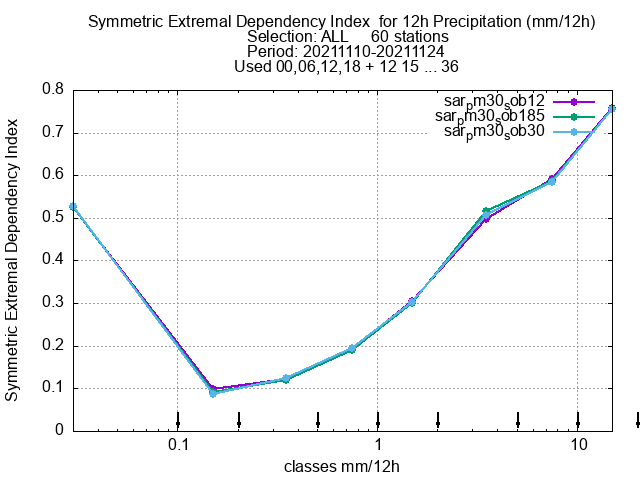 Symmetric Extremal Dependency Index  for 12h Precipitation (mm/12h)
Selection: ALL     60 stations
Period: 20211110-20211124
Used 00,06,12,18 + 12 15 ... 36
sarpm30sob12
sarpm30sob185
sarpm30sob30
Symmetric Extremal Dependency Index
0.8
0.7
0.6
0.5
0.4
0.3
0.2
0.1
0
0.1 1 10
classes mm/12h